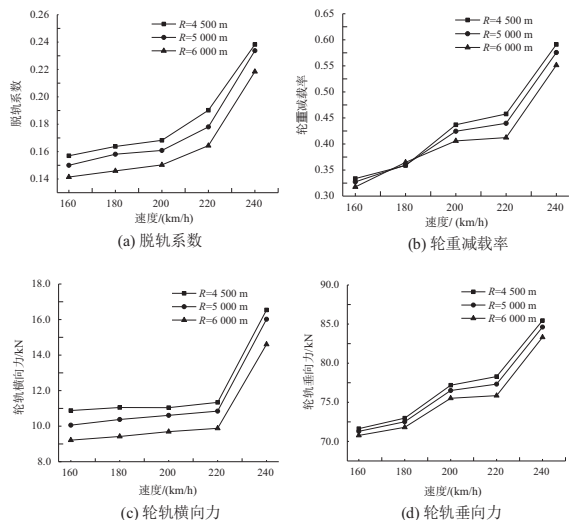 0.26
0.24
0.22
0.20
0.18
0.16
0.14
脱轨系数
R=4 500 m
R=5 000 m
R=6 000 m
160 180 200 220 240
速度/(km/h)
(a) 脱轨系数
0.65
0.60
0.55
0.50
0.45
0.40
0.35
0.30
轮重减载率
R=4 500 m
R=5 000 m
R=6 000 m
160 180 200 220 240
速度/ (km/h)
(b) 轮重减载率
18.0
16.0
14.0
12.0
10.0
8.0
轮轨横向力/kN
R=4 500 m
R=5 000 m
R=6 000 m
160 180 200 220 240
速度/(km/h)
(c) 轮轨横向力
90.0
85.0
80.0
75.0
70.0
轮轨垂向力/kN
R=4 500 m
R=5 000 m
R=6 000 m
160 180 200 220 240
速度/(km/h)
(d) 轮轨垂向力